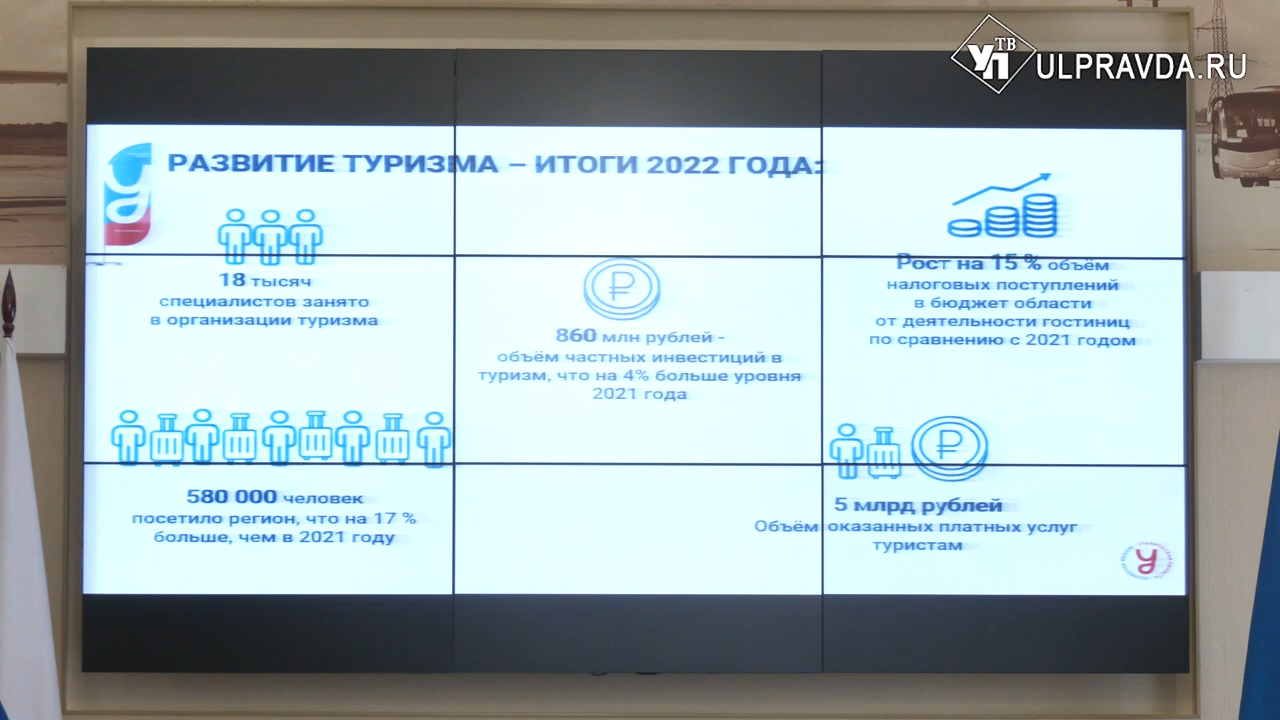 ТВ
УП
ULPRAVDA.RU
РАЗВИТИЕ ТУРИЗМА – ИТОГИ 2022 ГОДА:
18 тысяч
специалистов занято
в организации туризма
860 млн рублей -
объём частных инвестиций в
туризм, что на 4% больше уровня
2021 года
Рост на 15 % объём
налоговых поступлений
в бюджет области
от деятельности гостиниц
по сравнению с 2021 годом
580 000 человек
посетило регион, что на 17 %
больше, чем в 2021 году
5 млрд рублей
Объём оказанных платных услуг
туристам